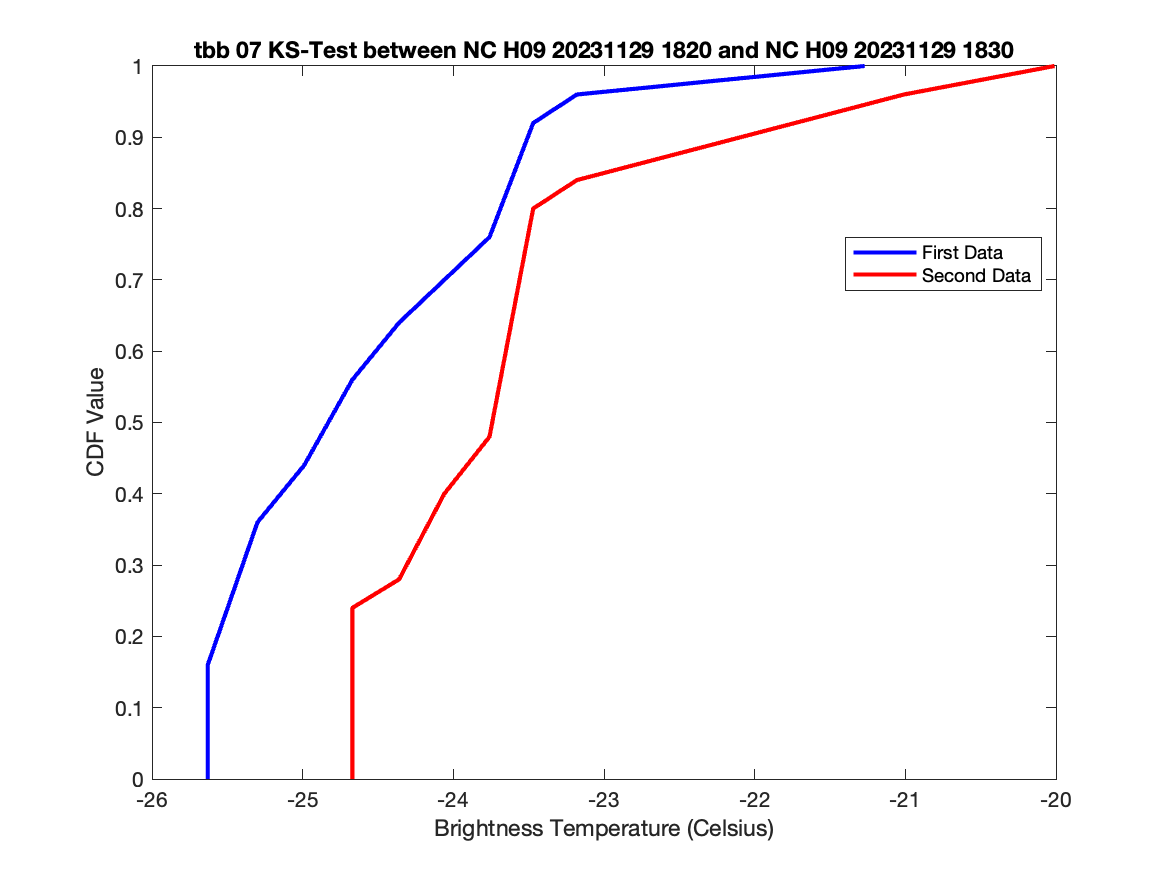 tbb 07 KS-Test between NC H09 20231129 1820 and NC H09 20231129 1830
1
0.9
0.8
0.7
0.6
0.5
0.4
0.3
0.2
0.1
0
CDF Value
First Data
Second Data
-26 -25 -24 -23 -22 -21 -20
Brightness Temperature (Celsius)